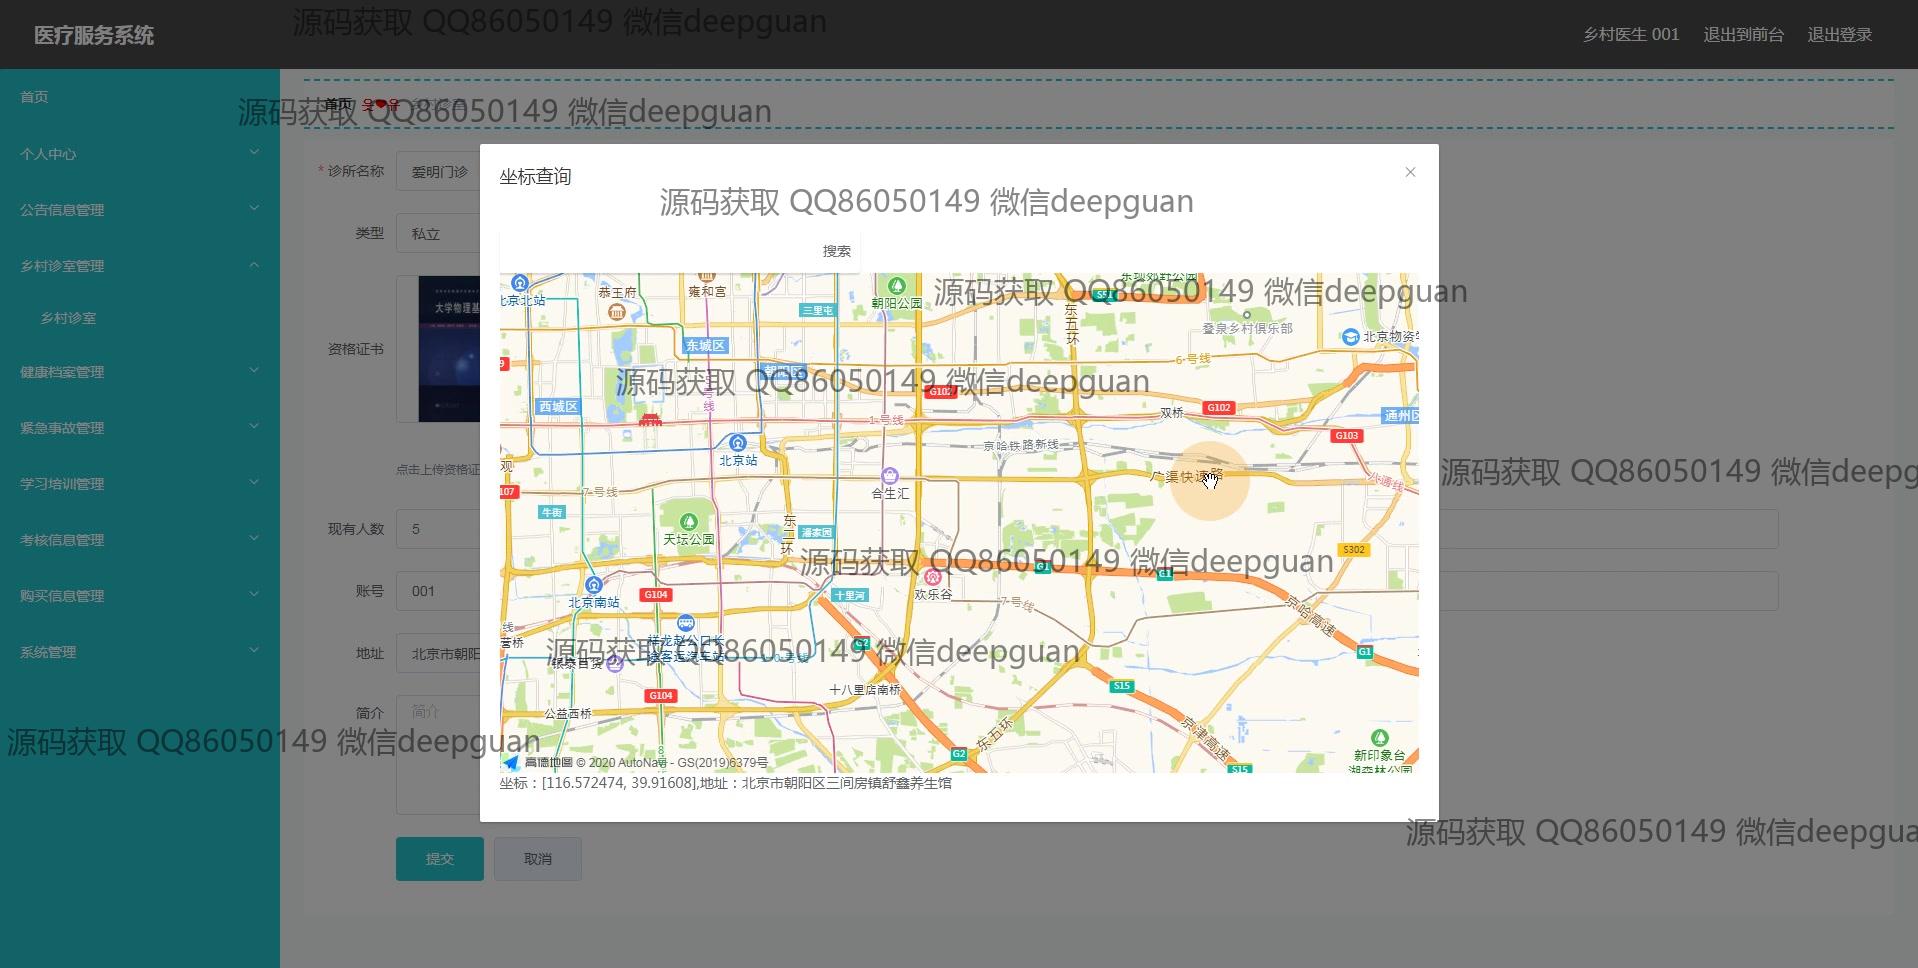 医疗服务系统
源码获取 QQ86050149 微信deepguan
乡村医生 001
退出到前台
退出登录
首页
个人中心
公告信息管理
乡村诊室管理
乡村诊室
健康档案管理
紧急事故管理
学习培训管理
考核信息管理
购买信息管理
系统管理
首页
源码获取 QQ86050149 微信deepguan
* 诊所名称
爱明门诊
类型
私立
资格证书
大学物理基
点击上传资格证
现有人数
5
账号
001
地址
北京市朝阳
简介
简介
提交
取消
坐标查询
×
源码获取 QQ86050149 微信deepguan
搜索
北京北站
恭王府
雍和宫
朝阳公园
三里屯
源码获取 QQ86050149 微信deepguan
东五环
叠泉乡村俱乐部
北京物资学
东城区
朝阳区
6号线
源码获取 QQ86050149 微信deepguan
G102
西城区
双桥
G102
通州区
1号线
G103
京哈铁路新线
北京站
观
合生汇
广渠快速路
八通线
源码获取 QQ86050149 微信deepg
107
7号线
牛街
东二环
潘家园
天坛公园
S302
源码获取 QQ86050149 微信deepguan
G1
G1
欢乐谷
北京南站
G104
十里河
7号线
京哈高速
营桥
源码获取 QQ86050149 微信deepguan
G2
G1
G104
十八里店南桥
S15
公益西桥
东五环
京津高速
源码获取 QQ86050149 微信deepguan
G2
新印象台
湖森林公园
S15
高德地图 © 2020 AutoNavi - GS(2019)6379号
坐标：[116.572474, 39.91608],地址：北京市朝阳区三间房镇舒鑫养生馆
源码获取 QQ86050149 微信deepgua